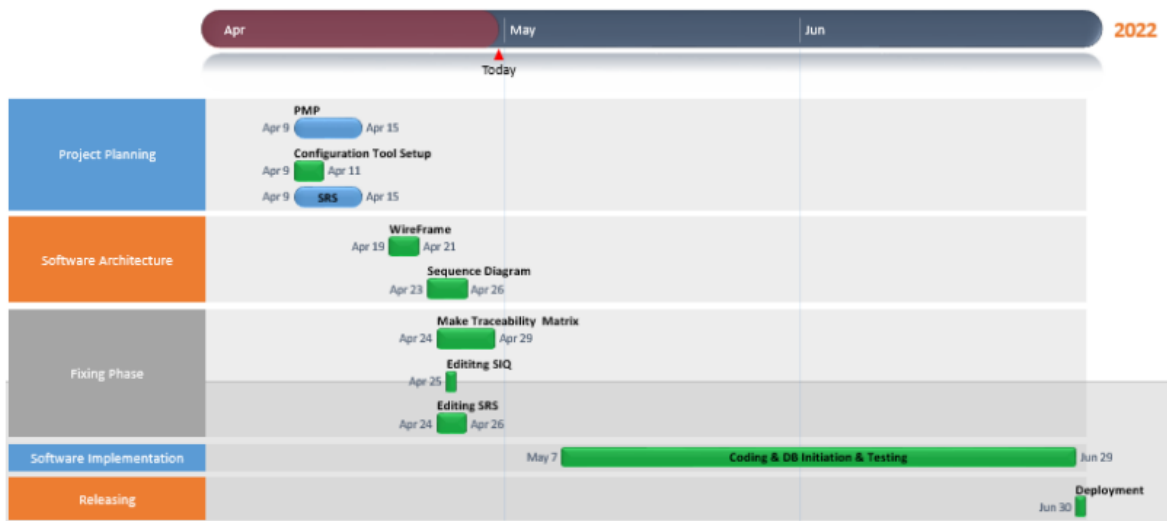 Apr May Jun 2022
Today
Project Planning
PMP
Apr 9 Apr 15
Configuration Tool Setup
Apr 9 Apr 11
Apr 9 SRS Apr 15
Software Architecture
WireFrame
Apr 19 Apr 21
Sequence Diagram
Apr 23 Apr 26
Fixing Phase
Make Traceability Matrix
Apr 24 Apr 29
Edititng SIQ
Apr 25
Editing SRS
Apr 24 Apr 26
Software Implementation
May 7 Coding & DB Initiation & Testing Jun 29
Releasing
Deployment
Jun 30